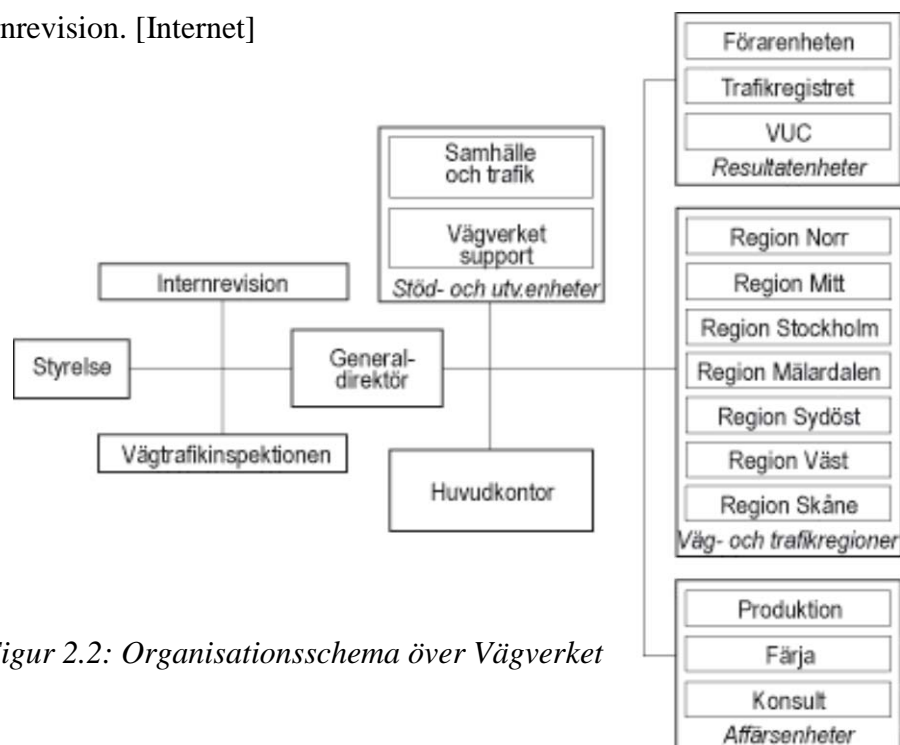 nrevision. [Internet]
Förarenheten
Trafikregistret
VUC
Resultatenheter
Samhälle
och trafik
Vägverket
support
Stöd- och utv.enheter
Internrevision
Styrelse
General-
direktör
Vägtrafikinspektionen
Huvudkontor
Region Norr
Region Mitt
Region Stockholm
Region Mälardalen
Region Sydöst
Region Väst
Region Skåne
Väg- och trafikregioner
Produktion
Färja
Konsult
Affärsenheter
igur 2.2: Organisationsschema över Vägverket